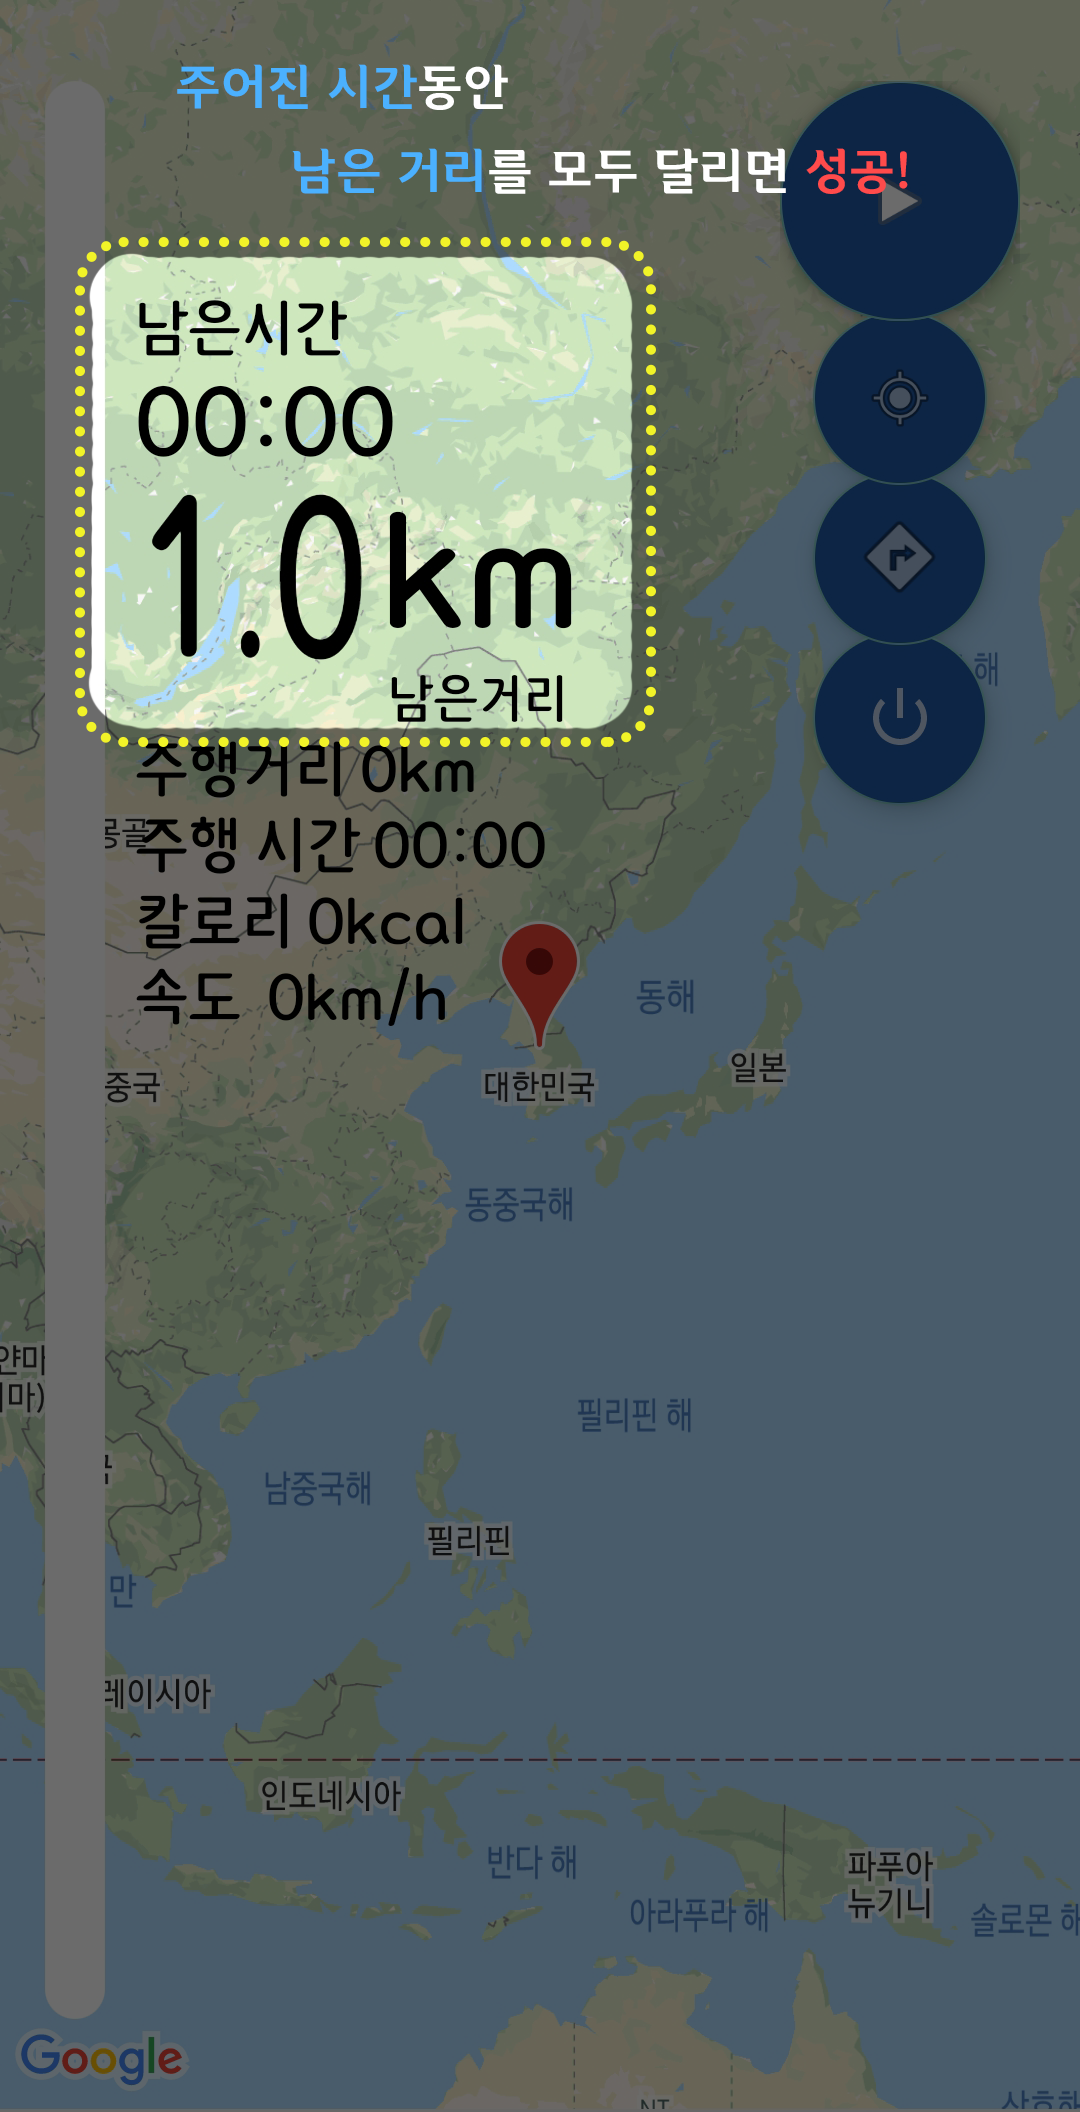 주어진 시간동안
남은 거리를 모두 달리면 성공!
남은시간
00:00
1.0km
남은거리
주행거리 0km
주행 시간 00:00
칼로리 0kcal
속도 0km/h
해
몽골
동해
일본
대한민국
중국
동중국해
필리핀 해
남중국해
필리핀
만
레이시아
인도네시아
반다 해
파푸아
뉴기니
아라푸라 해
솔로몬 해
Google
NT